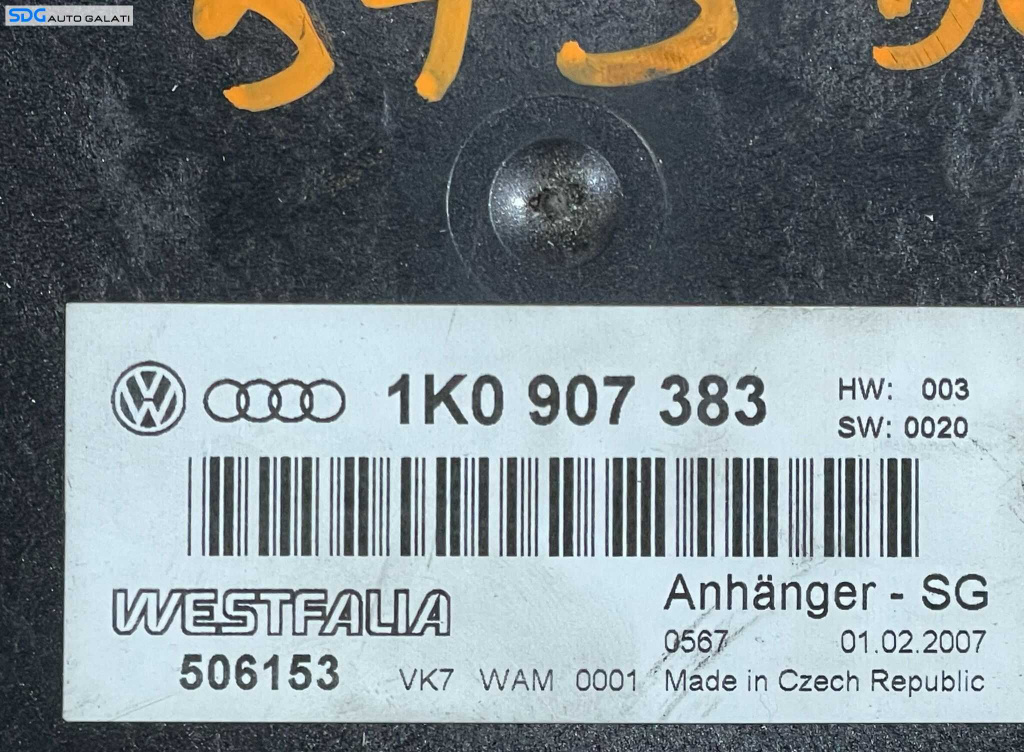 SDG AUTO GALATI
1K0 907 383
HW: 003
SW: 0020
WESTFALIA
506153
Anhänger - SG
0567 01.02.2007
VK7 WAM 0001 Made in Czech Republic